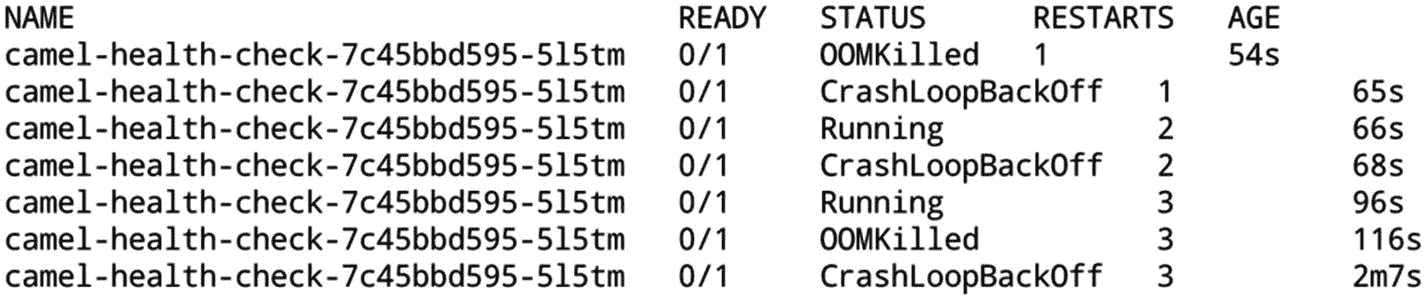 NAME READY STATUS RESTARTS AGE
camel-health-check-7c45bbd595-5l5tm 0/1 OOMKilled 1 54s
camel-health-check-7c45bbd595-5l5tm 0/1 CrashLoopBackOff 1 65s
camel-health-check-7c45bbd595-5l5tm 0/1 Running 2 66s
camel-health-check-7c45bbd595-5l5tm 0/1 CrashLoopBackOff 2 68s
camel-health-check-7c45bbd595-5l5tm 0/1 Running 3 96s
camel-health-check-7c45bbd595-5l5tm 0/1 OOMKilled 3 116s
camel-health-check-7c45bbd595-5l5tm 0/1 CrashLoopBackOff 3 2m7s